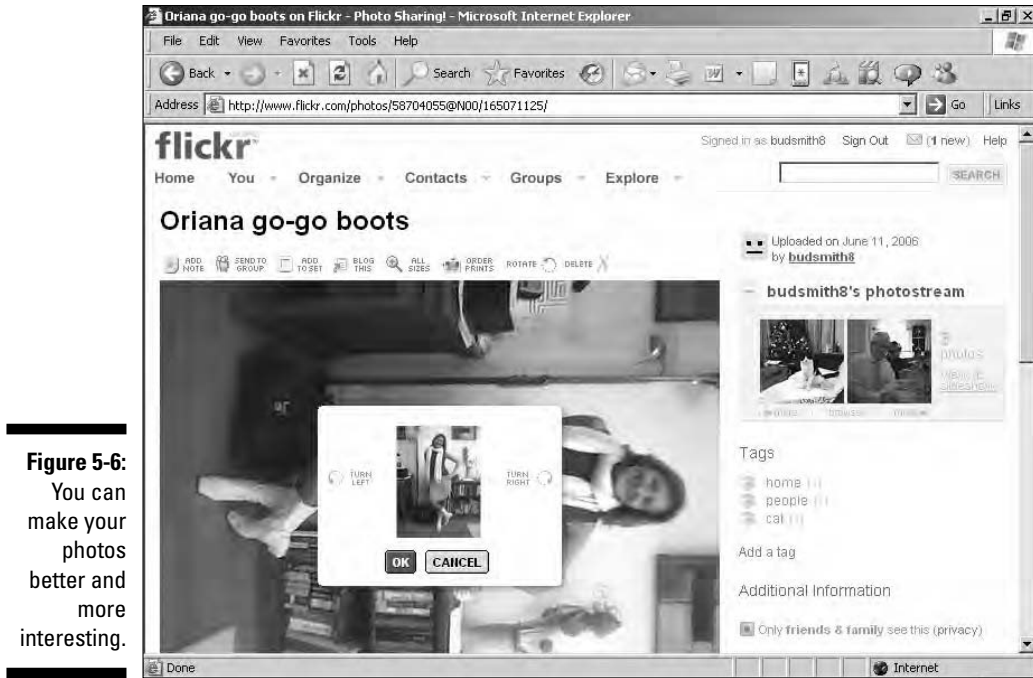 Oriana go-go boots on Flickr - Photo Sharing! - Microsoft Internet Explorer
File Edit View Favorites Tools Help
Back Search Favorites
Address http://www.flickr.com/photos/58704055@N00/165071125/ Go Links
flickr
Signed in as budsmith8 Sign Out (1 new) Help
Home You Organize Contacts Groups Explore SEARCH
Oriana go-go boots
ADD NOTE SEND TO GROUP ADD TO SET BLOG THIS ALL SIZES ORDER PRINTS ROTATE DELETE
Uploaded on June 11, 2006
by budsmith8
budsmith8's photostream
photos
TURN LEFT
TURN RIGHT
OK CANCEL
Tags
home
people
cat
Add a tag
Additional Information
Only friends & family see this (privacy)
Done Internet
Figure 5-6:
You can
make your
photos
better and
more
interesting.